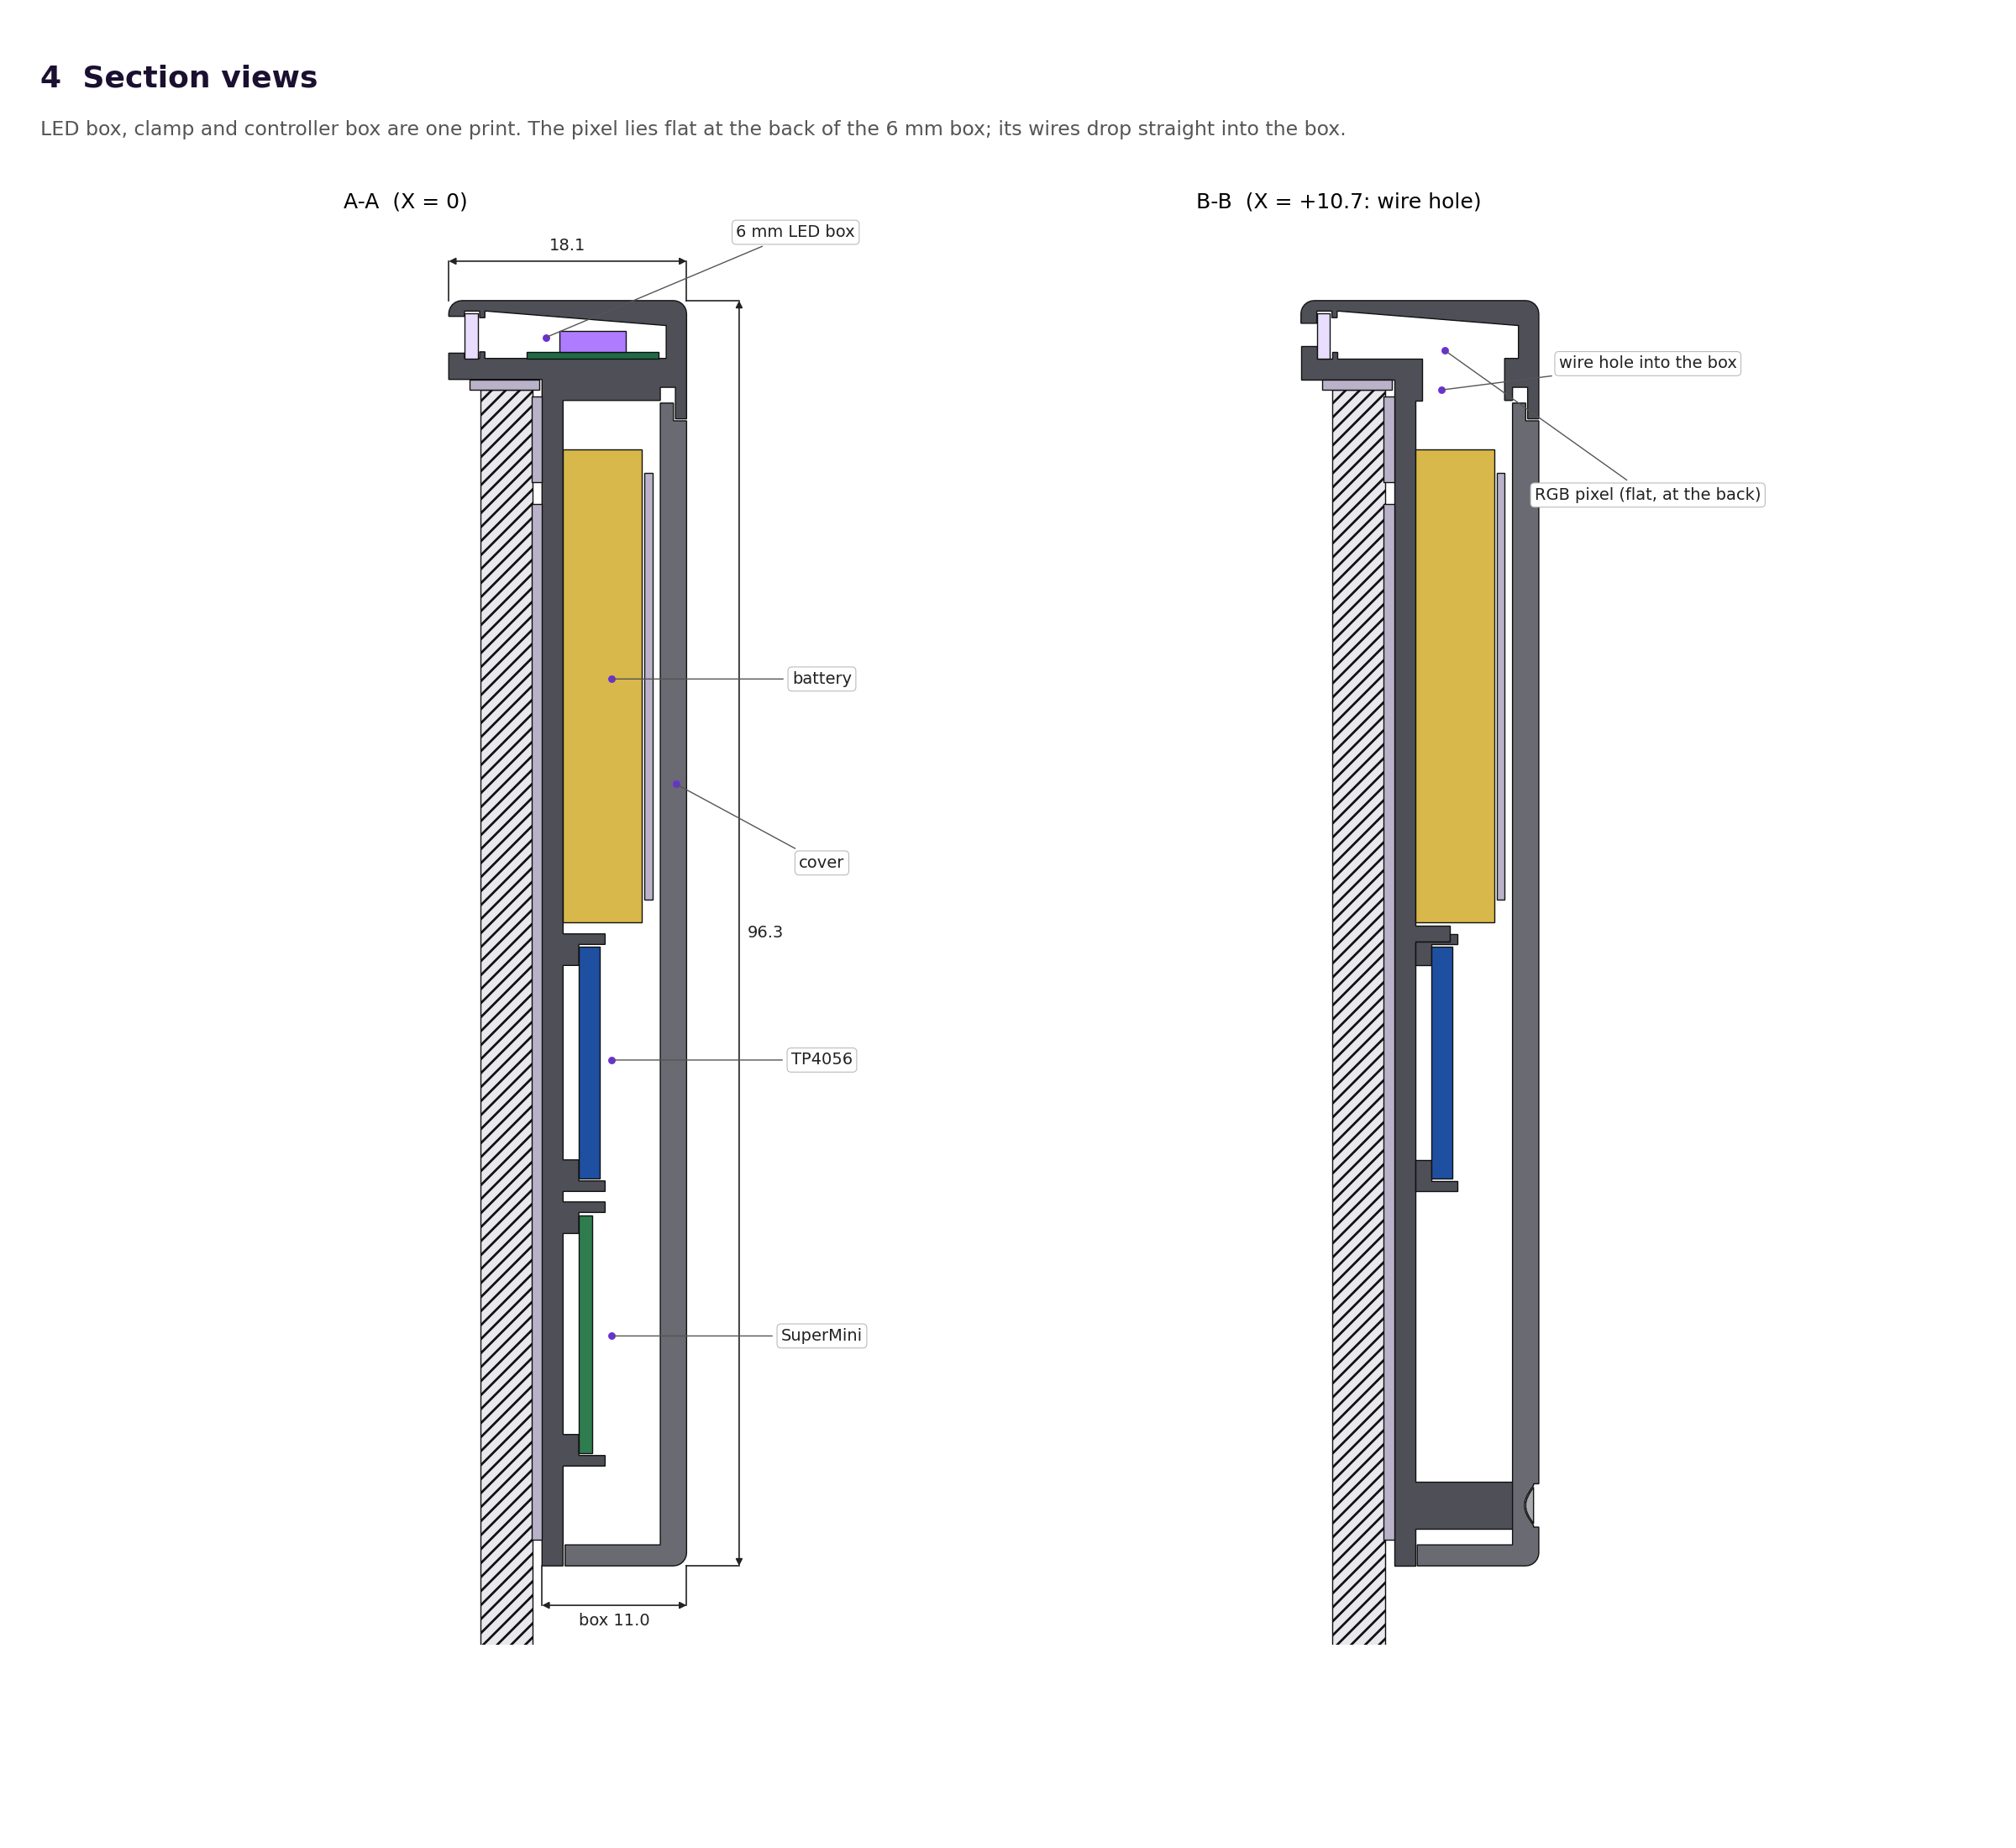 4 Section views
LED box, clamp and controller box are one print. The pixel lies flat at the back of the 6 mm box; its wires drop straight into the box.
A-A (X = 0)
B-B (X = +10.7: wire hole)
6 mm LED box
18.1
wire hole into the box
RGB pixel (flat, at the back)
battery
cover
96.3
TP4056
SuperMini
box 11.0